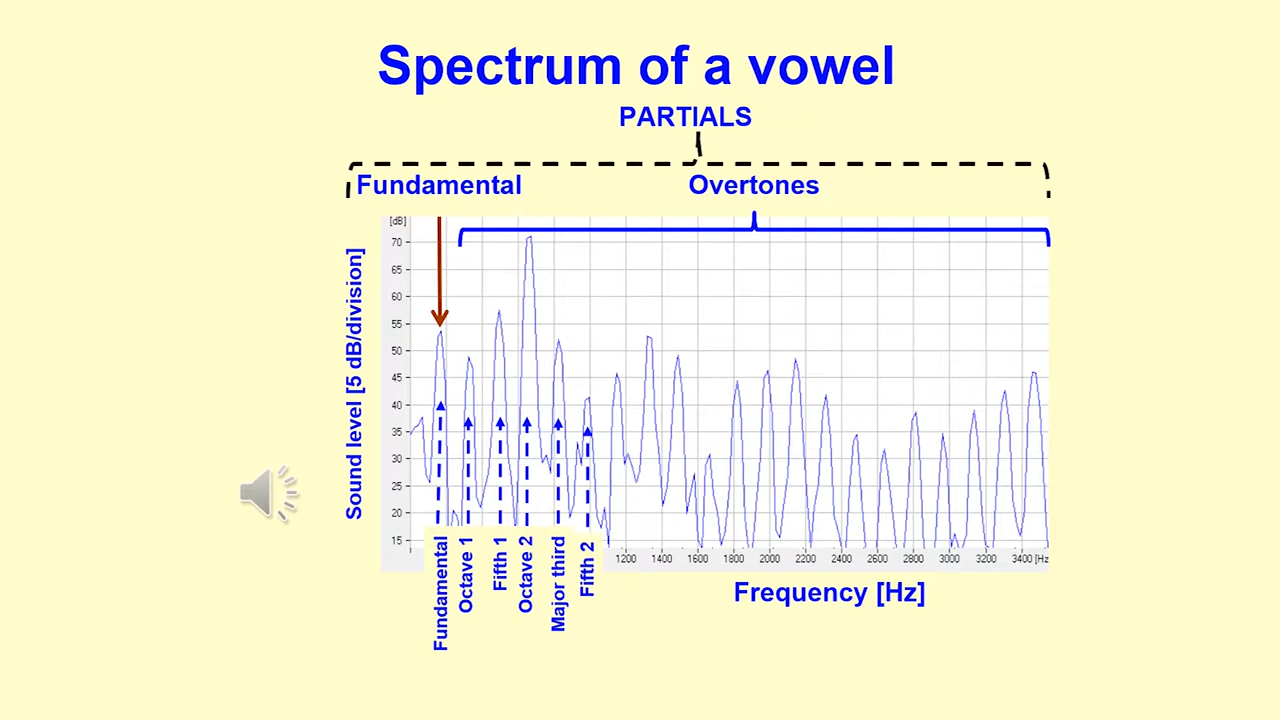 Spectrum of a vowel
PARTIALS
Fundamental
Overtones
[dB]
70
65
60
55
50
45
40
35
30
25
20
15
Sound level [5 dB/division]
1200 1400 1600 1800 2000 2200 2400 2600 2800 3000 3200 3400 [Hz
Fundamental
Octave 1
Fifth 1
Octave 2
Major third
Fifth 2
Frequency [Hz]